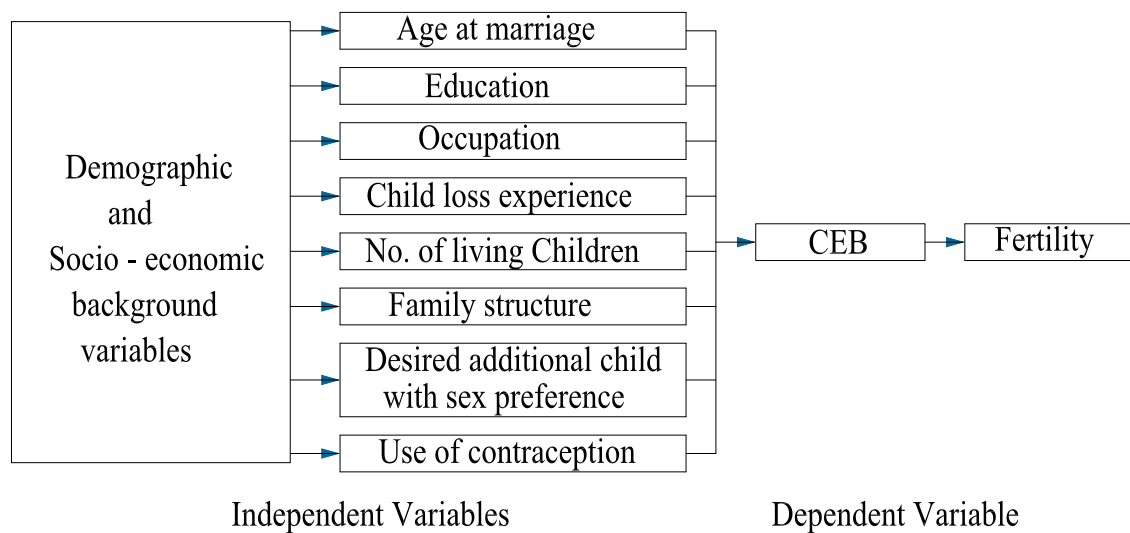 Demographic
and
Socio - economic
background
variables
Age at marriage
Education
Occupation
Child loss experience
No. of living Children
Family structure
Desired additional child
with sex preference
Use of contraception
CEB
Fertility
Independent Variables
Dependent Variable